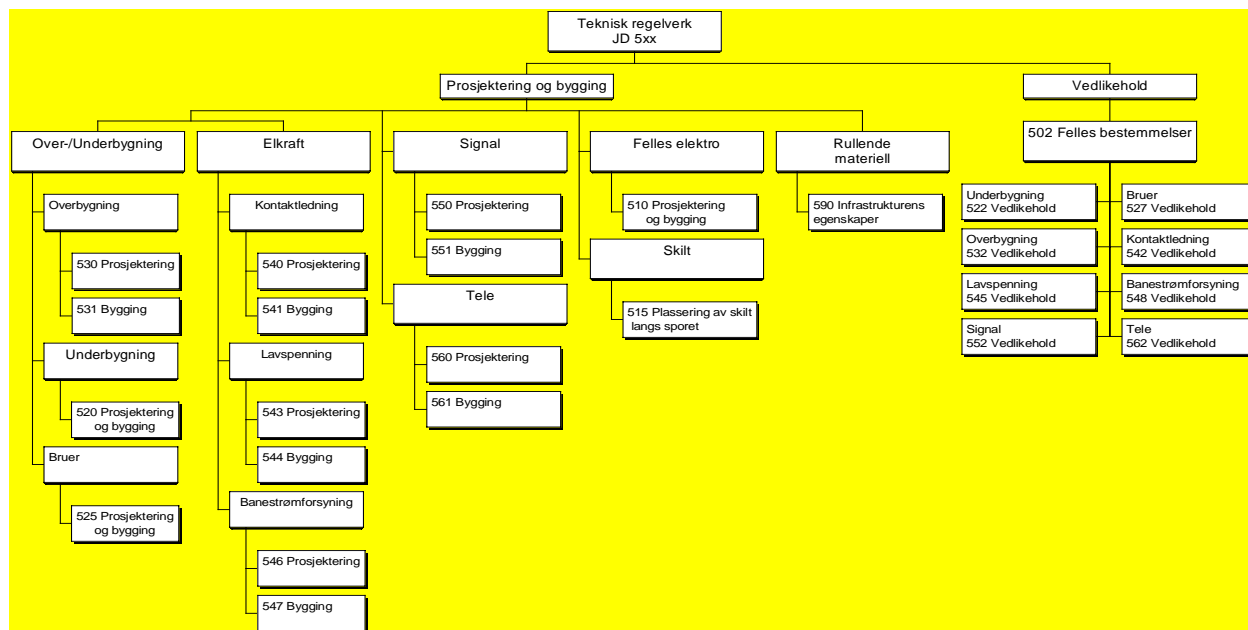 Teknisk regelverk
JD 5xx
Prosjektering og bygging
Vedlikehold
502 Felles bestemmelser
Over-/Underbygning
Elkraft
Signal
Felles elektro
Rullende
materiell
Overbygning
530 Prosjektering
531 Bygging
Underbygning
520 Prosjektering
og bygging
Bruer
525 Prosjektering
og bygging
Kontaktledning
540 Prosjektering
541 Bygging
Lavspenning
543 Prosjektering
544 Bygging
Banestrømforsyning
546 Prosjektering
547 Bygging
550 Prosjektering
551 Bygging
Tele
560 Prosjektering
561 Bygging
510 Prosjektering
og bygging
Skilt
515 Plassering av skilt
langs sporet
590 Infrastrukturens
egenskaper
Underbygning
522 Vedlikehold
Bruer
527 Vedlikehold
Overbygning
532 Vedlikehold
Kontaktledning
542 Vedlikehold
Lavspenning
545 Vedlikehold
Banestrømforsyning
548 Vedlikehold
Signal
552 Vedlikehold
Tele
562 Vedlikehold